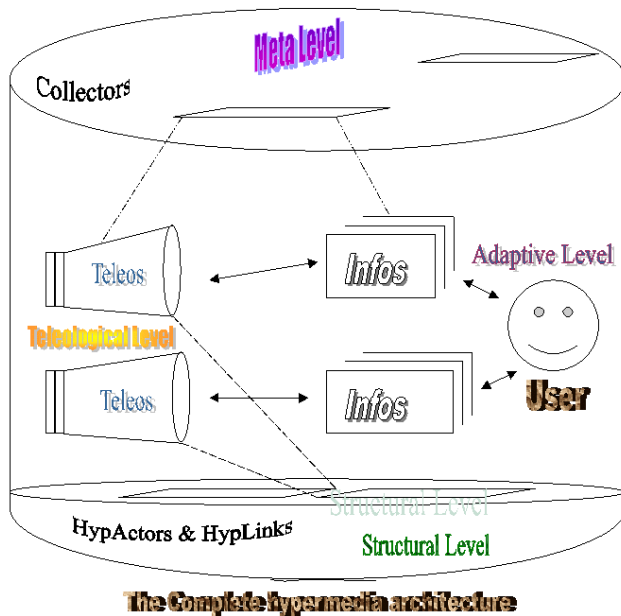 Meta Level
Collectors
Teleos
Infos
Adaptive Level
Teleological Level
Teleos
Infos
User
Structural Level
HypActors & HypLinks
Structural Level
The Complete hypermedia architecture